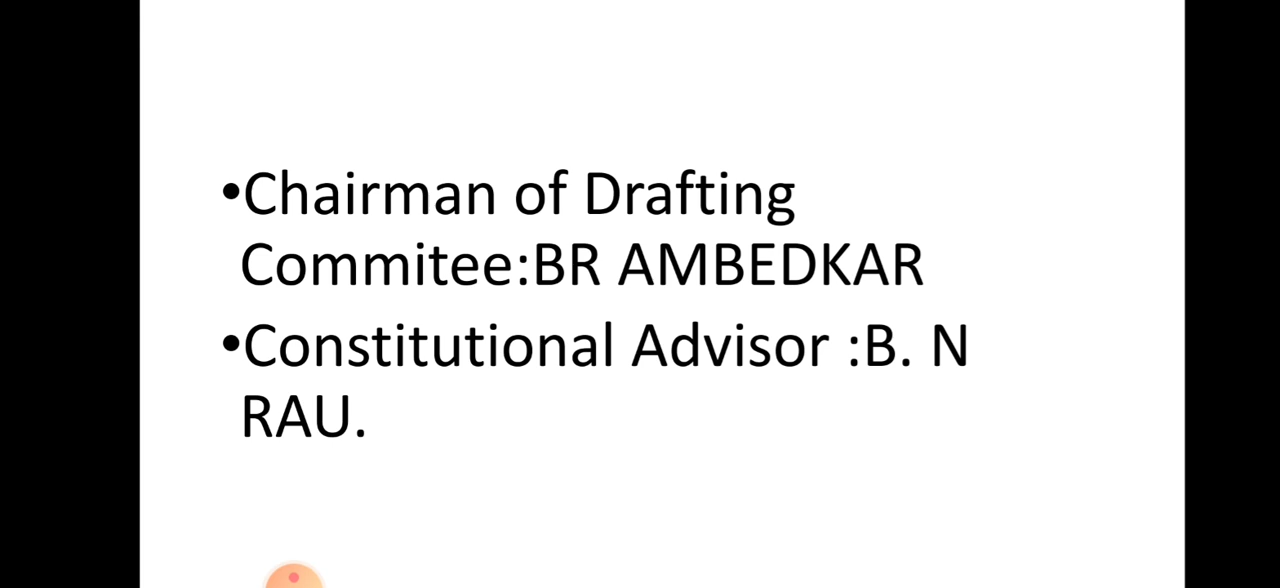 •Chairman of Drafting
Commitee:BR AMBEDKAR
•Constitutional Advisor :B. N
RAU.